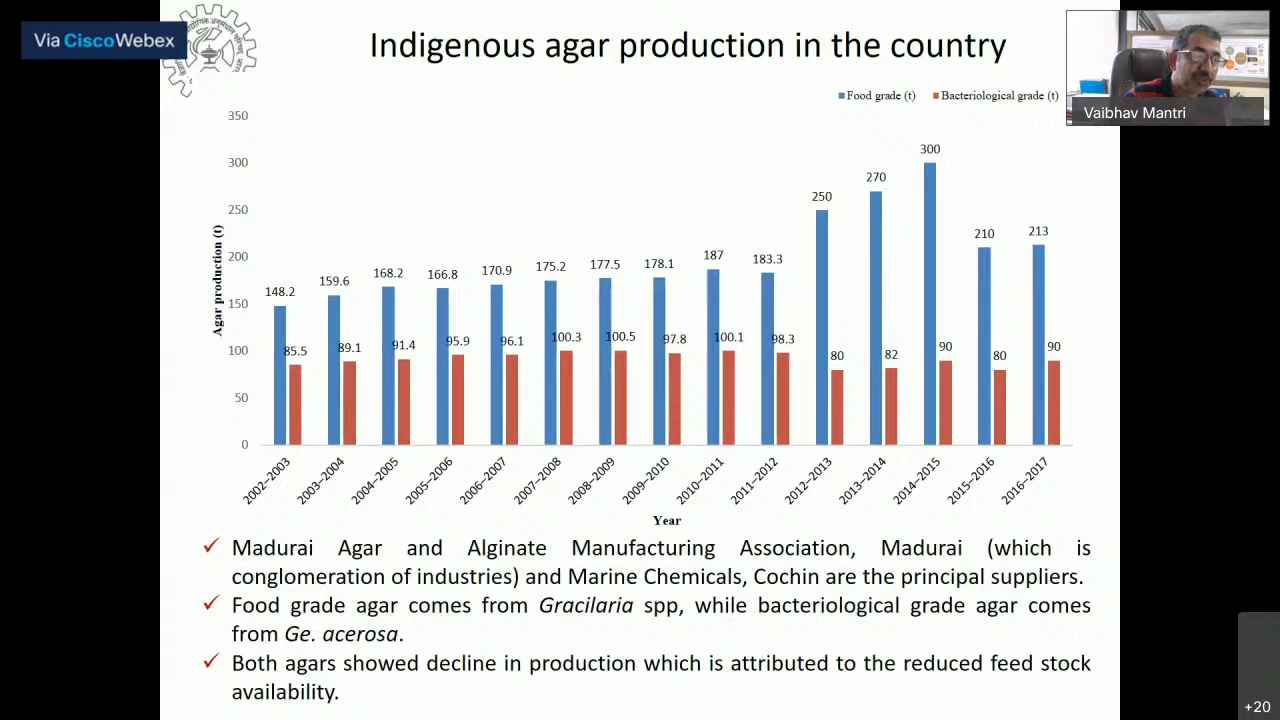 Via Cisco Webex
Indigenous agar production in the country
Vaibhav Mantri
Food grade (t) Bacteriological grade (t)
Agar production (t)
350
300
250
200
150
100
50
0
148.2 159.6 168.2 166.8 170.9 175.2 177.5 178.1 187 183.3 250 270 300 210 213
85.5 89.1 91.4 95.9 96.1 100.3 100.5 97.8 100.1 98.3 80 82 90 80 90
2002–2003 2003–2004 2004–2005 2005–2006 2006–2007 2007–2008 2008–2009 2009–2010 2010–2011 2011–2012 2012–2013 2013–2014 2014–2015 2015–2016 2016–2017
Year
✓ Madurai Agar and Alginate Manufacturing Association, Madurai (which is
conglomeration of industries) and Marine Chemicals, Cochin are the principal suppliers.
✓ Food grade agar comes from Gracilaria spp, while bacteriological grade agar comes
from Ge. acerosa.
✓ Both agars showed decline in production which is attributed to the reduced feed stock
availability.
+20